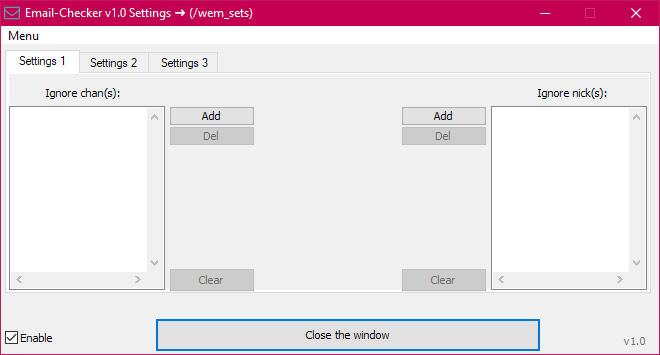 Email-Checker v1.0 Settings ➔ (/wem_sets)
Menu
Settings 1 Settings 2 Settings 3
Ignore chan(s): Ignore nick(s):
Add Add
Del Del
Clear Clear
Enable Close the window v1.0